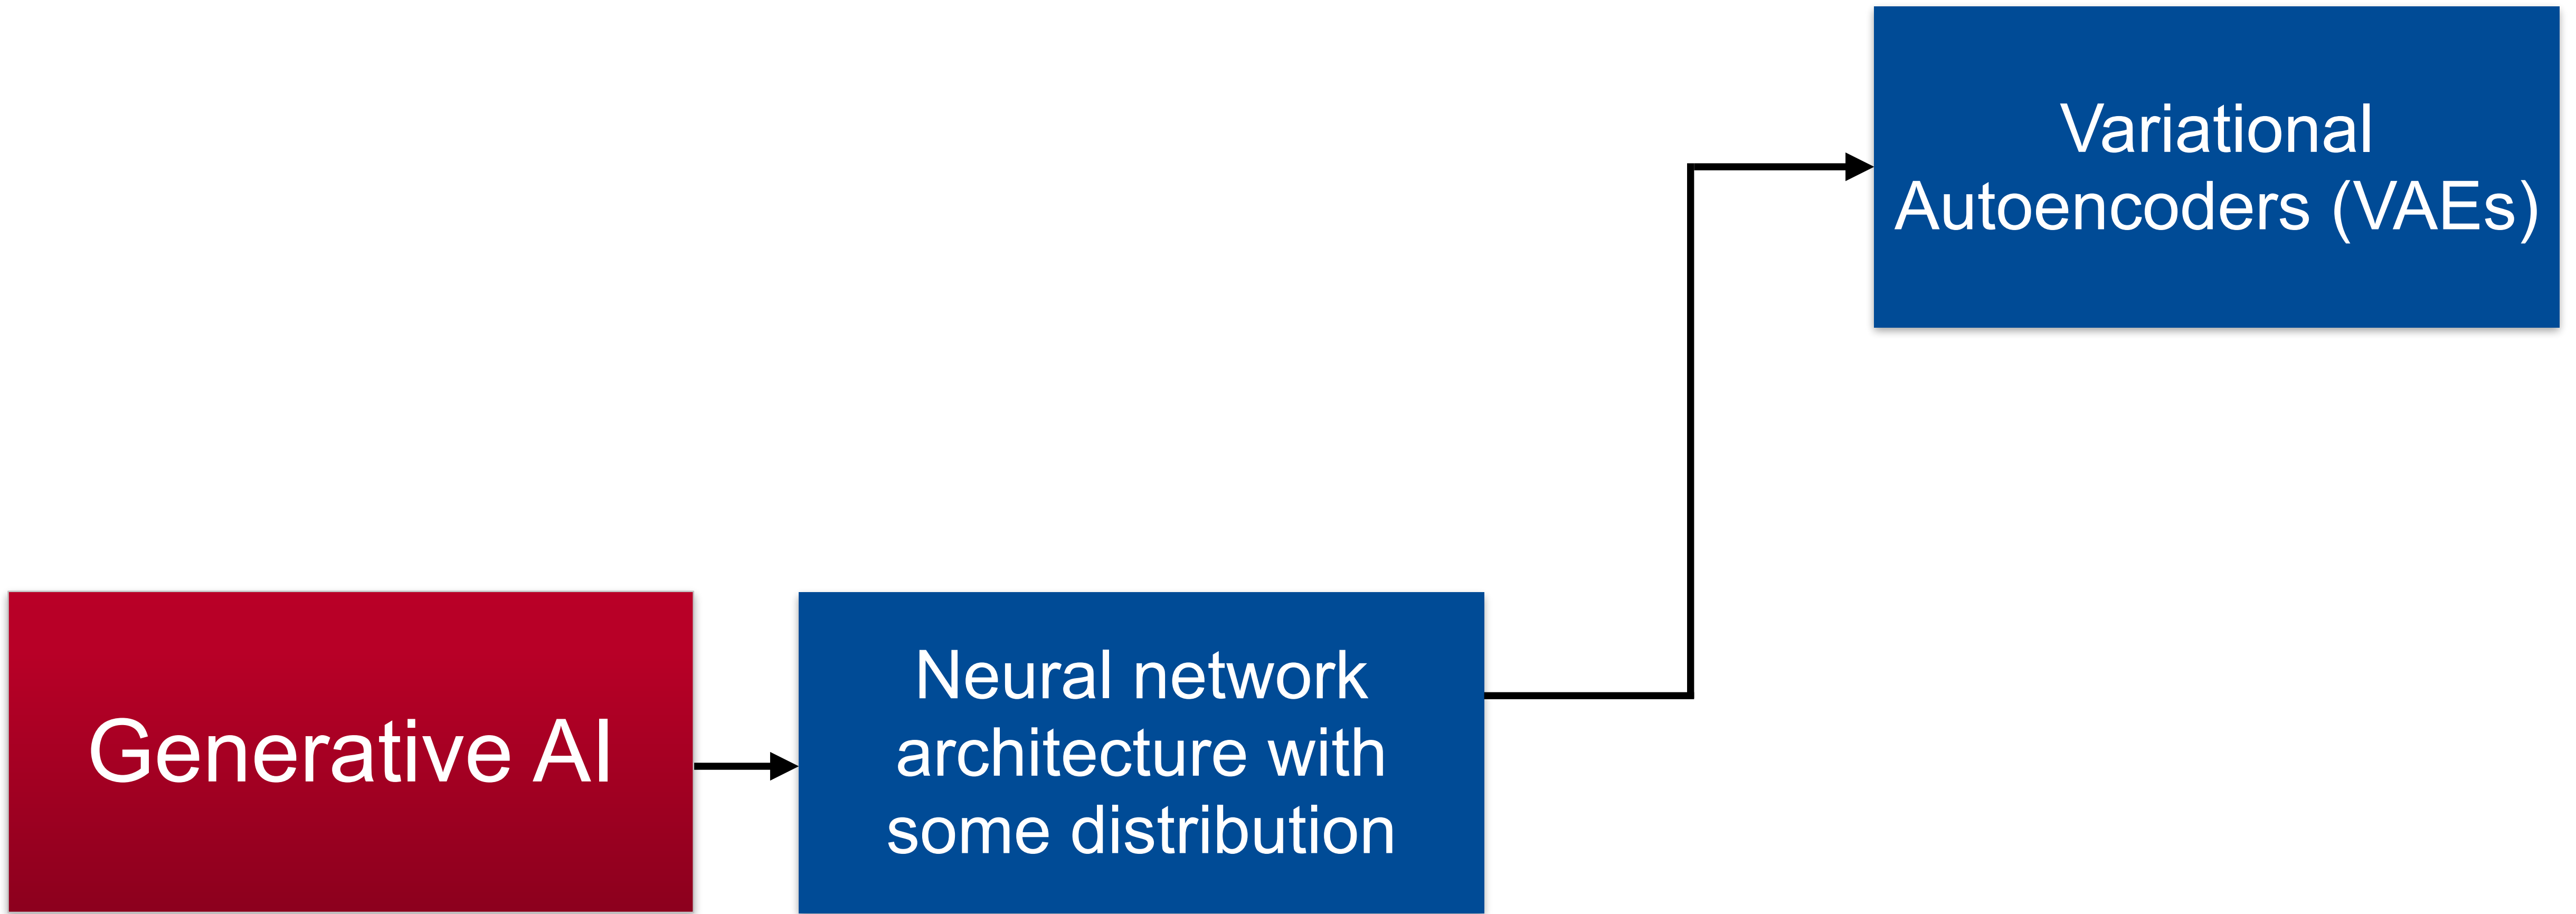 Variational
Autoencoders (VAEs)
Generative AI
Neural network
architecture with
some distribution